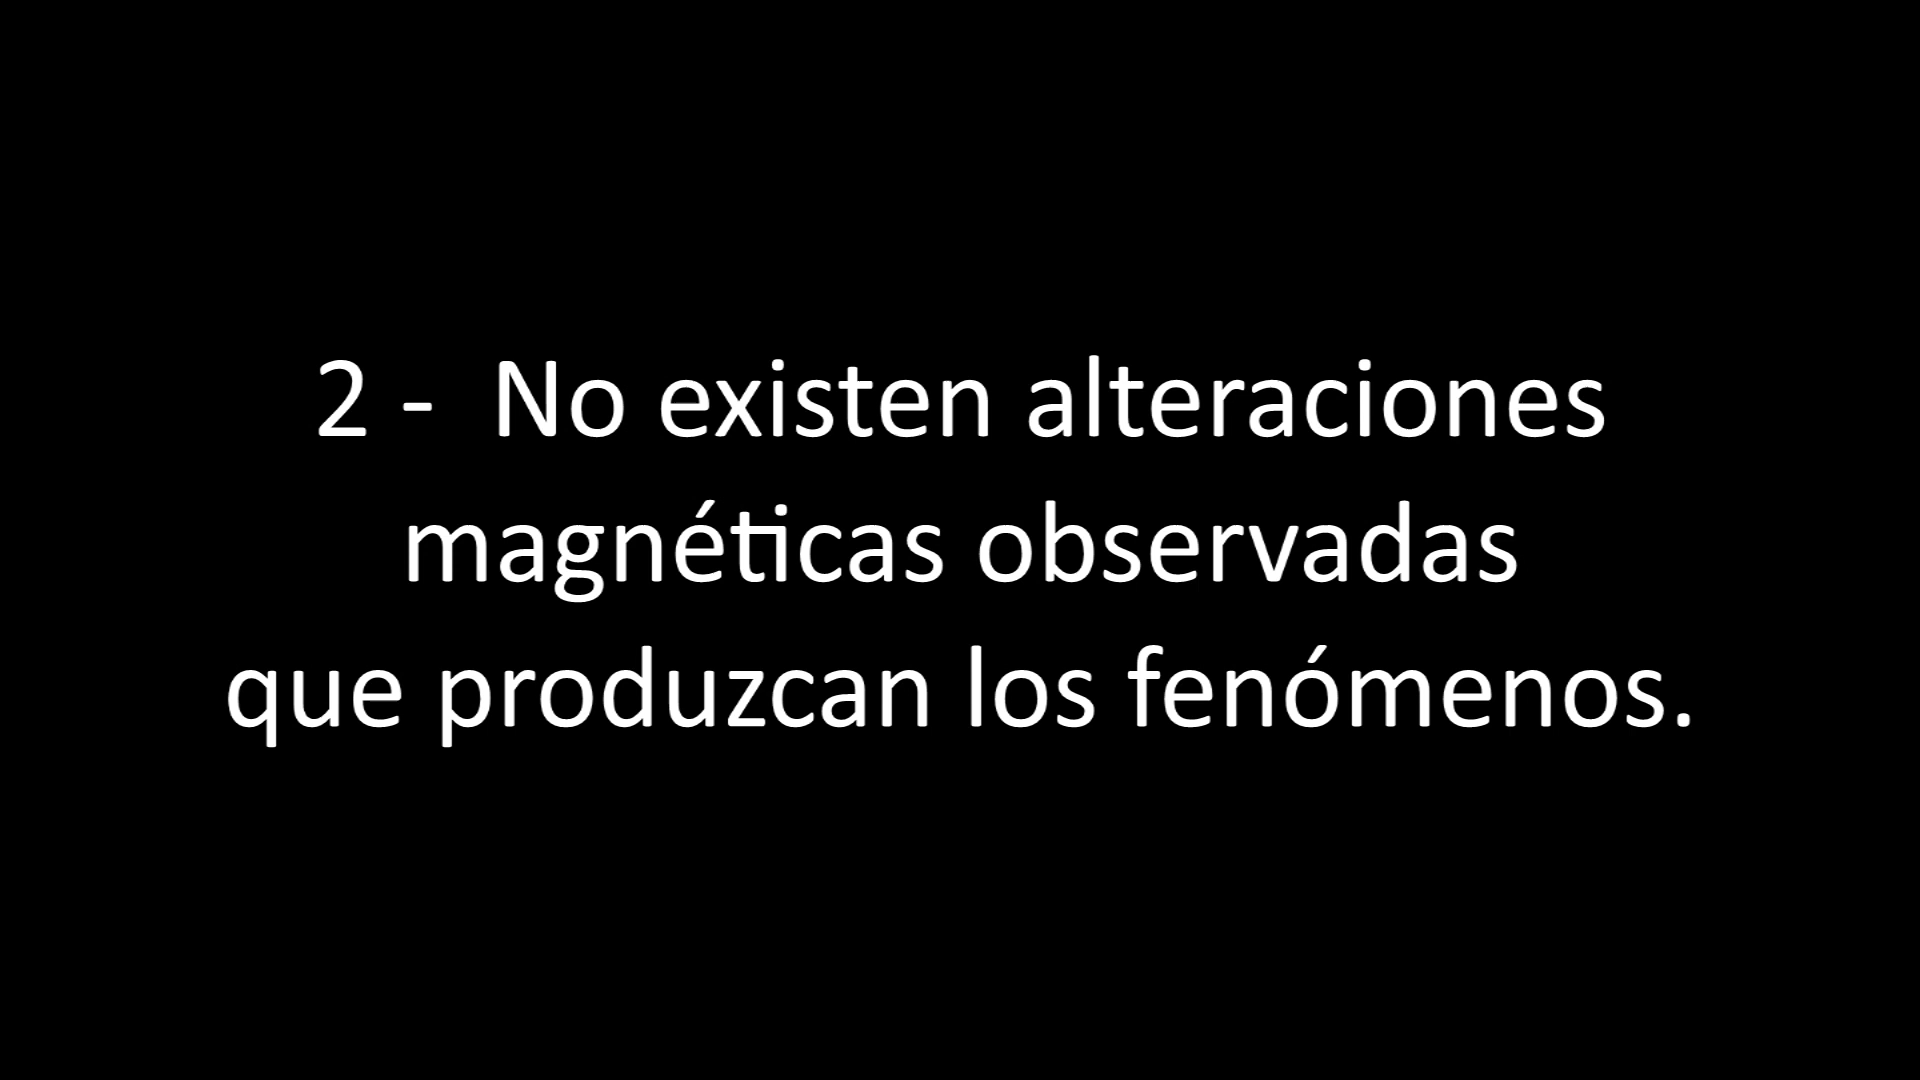 2 -  No existen alteraciones
magnéticas observadas
que produzcan los fenómenos.